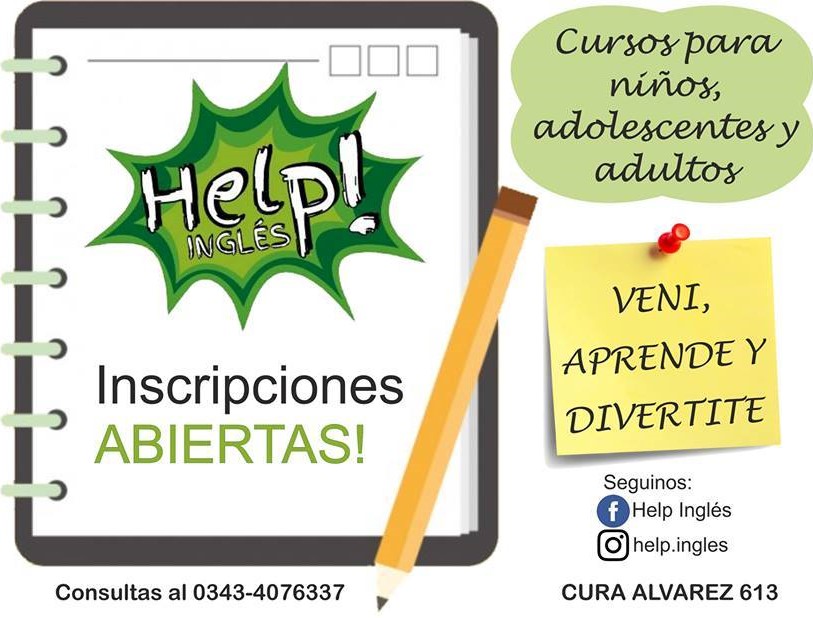 Help!
INGLÉS
Inscripciones
ABIERTAS!
Cursos para
niños,
adolescentes y
adultos
VENI,
APRENDE Y
DIVERTITE
Seguinos:
Help Inglés
help.ingles
Consultas al 0343-4076337
CURA ALVAREZ 613